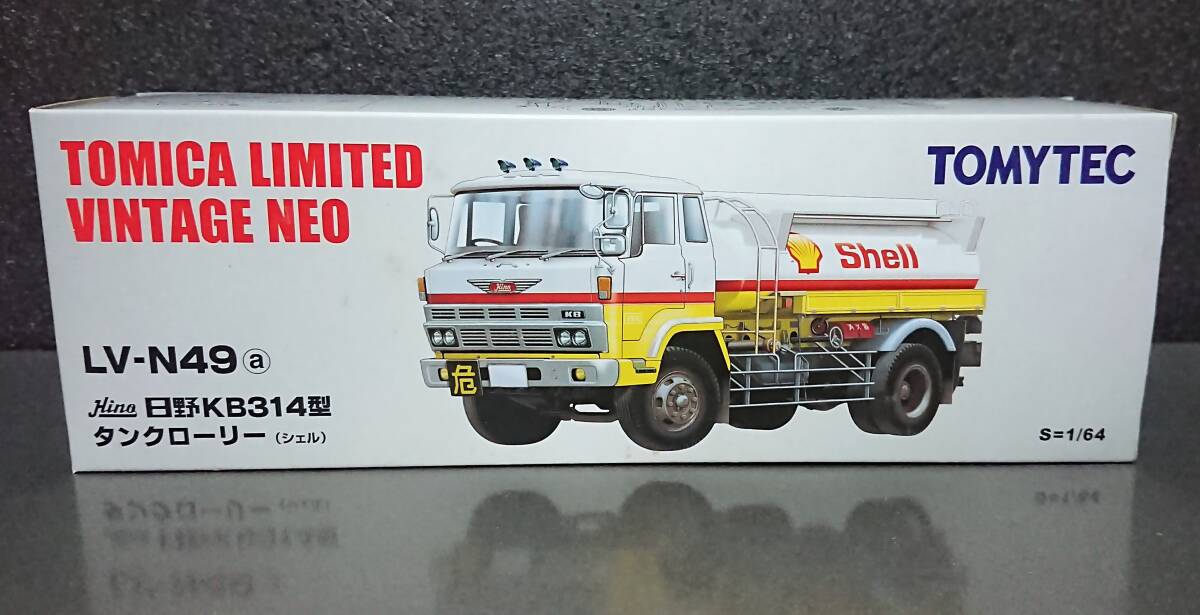 TOMICA LIMITED
VINTAGE NEO
TOMYTEC
LV-N49 ⓐ
Hino 日野KB314型
タンクローリー (シェル)
S=1/64
Shell
Hino
KB
危